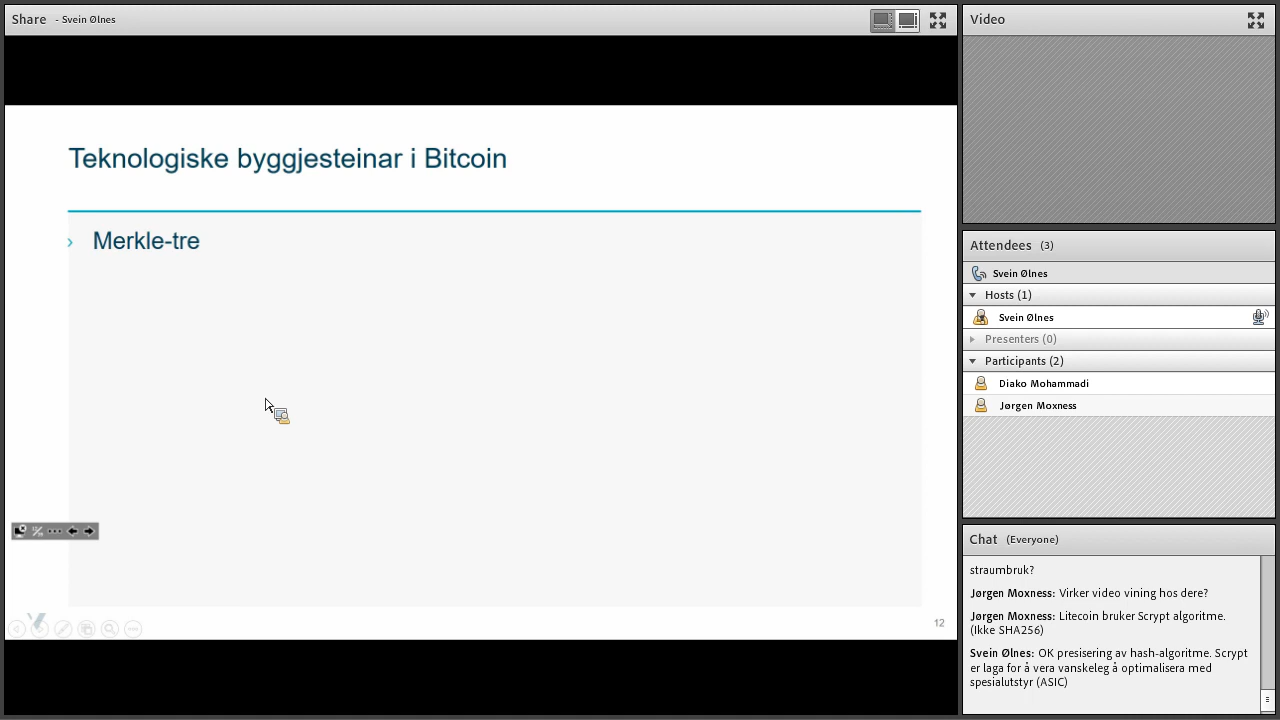 Share - Svein Ølnes
Teknologiske byggjesteinar i Bitcoin
› Merkle-tre
12
Video
Attendees (3)
Svein Ølnes
Hosts (1)
Svein Ølnes
Presenters (0)
Participants (2)
Diako Mohammadi
Jørgen Moxness
Chat (Everyone)
straumbruk?
Jørgen Moxness: Virker video vining hos dere?
Jørgen Moxness: Litecoin bruker Scrypt algoritme.
(Ikke SHA256)
Svein Ølnes: OK presisering av hash-algoritme. Scrypt
er laga for å vera vanskeleg å optimalisera med
spesialutstyr (ASIC)